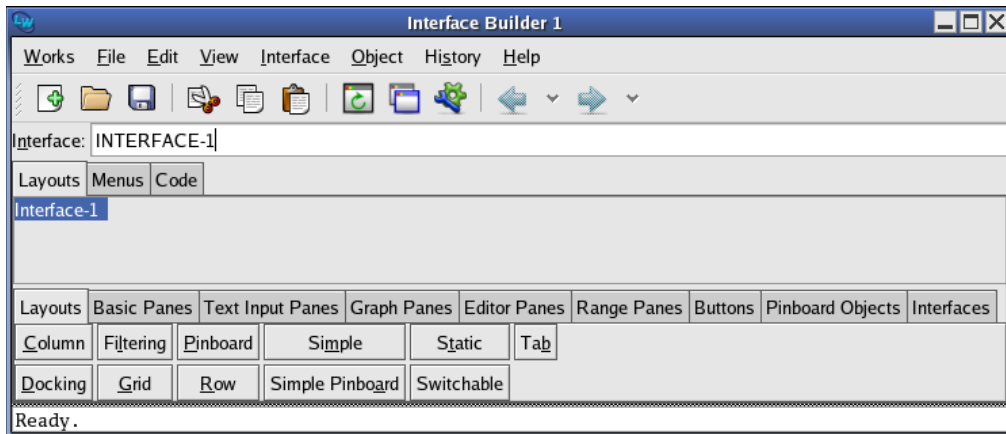 LW Interface Builder 1
Works File Edit View Interface Object History Help
Interface: INTERFACE-1
Layouts Menus Code
Interface-1
Layouts Basic Panes Text Input Panes Graph Panes Editor Panes Range Panes Buttons Pinboard Objects Interfaces
Column Filtering Pinboard Simple Static Tab
Docking Grid Row Simple Pinboard Switchable
Ready.